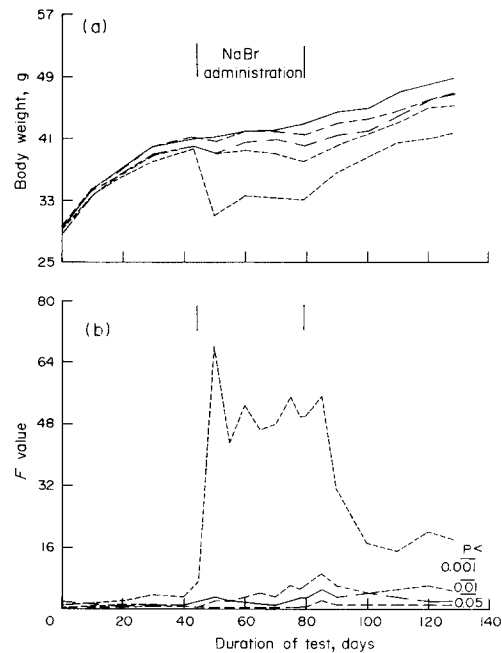 57
(a)
NaBr
administration
49
Body weight, g
41
33
25
80
(b)
64
F value
48
32
16
P<
0.001
0.01
0.05
0 20 40 60 80 100 120 140
Duration of test, days